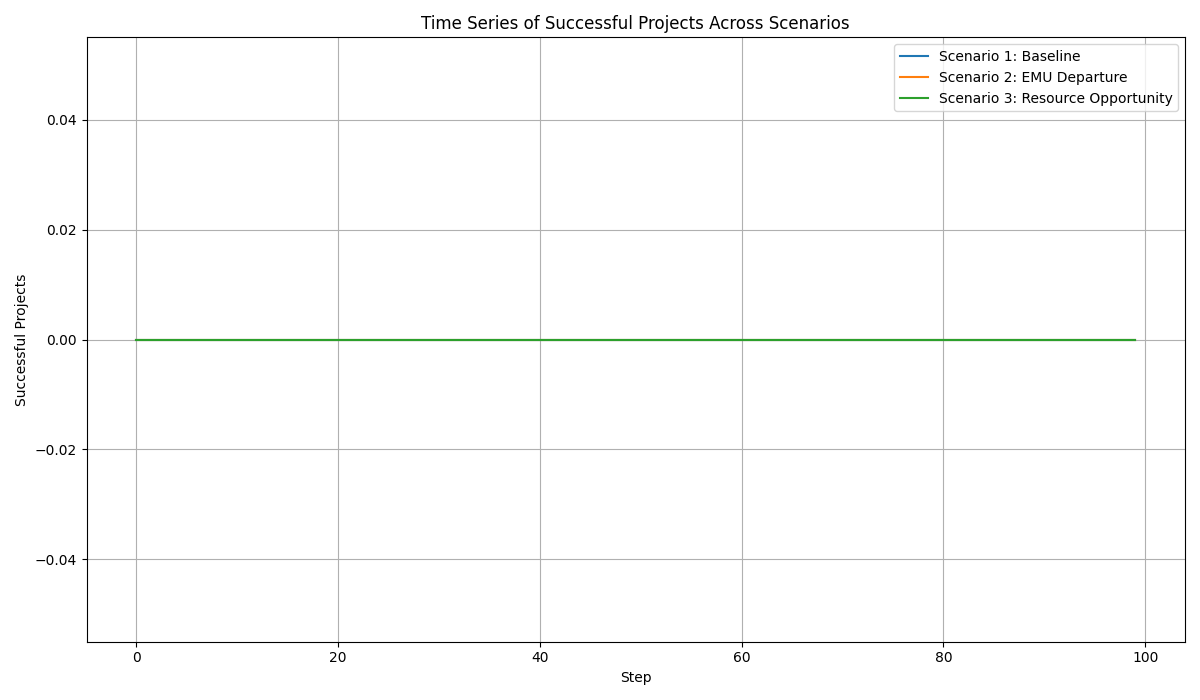 Time Series of Successful Projects Across Scenarios
Scenario 1: Baseline
Scenario 2: EMU Departure
Scenario 3: Resource Opportunity
0.04
0.02
0.00
−0.02
−0.04
Successful Projects
0 20 40 60 80 100
Step